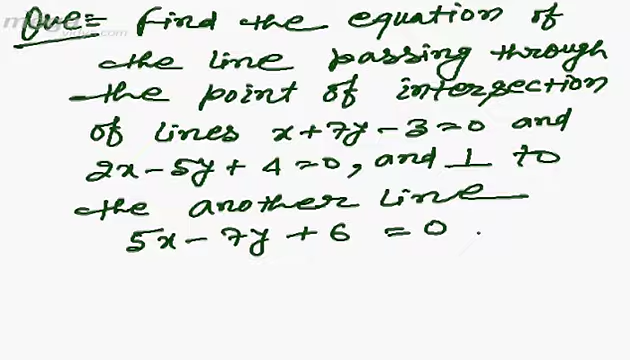 Que= Find the equation of
the line passing through
the point of intersection
of lines x+7y-3=0 and
2x-5y+4=0, and ⊥ to
the another line
5x-7y+6 = 0.